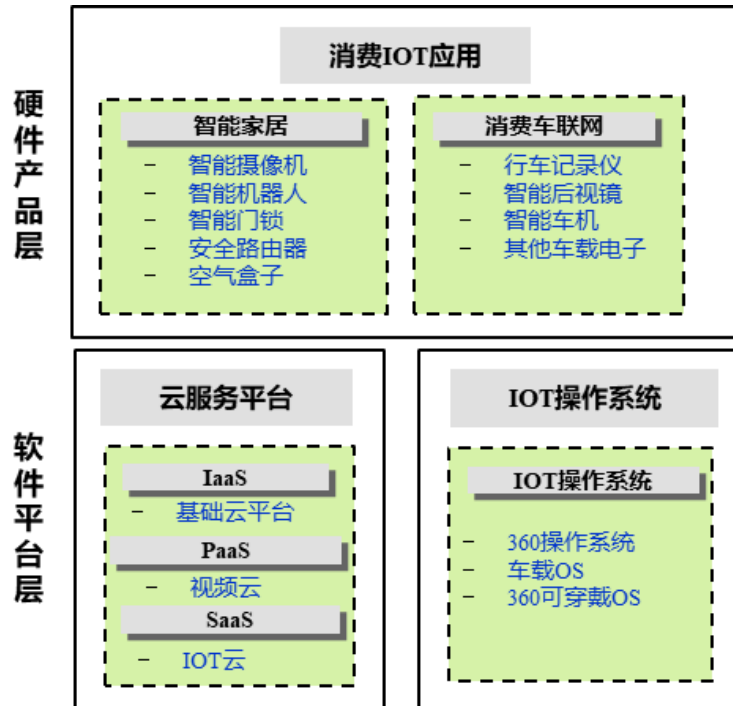 硬件产品层
消费IOT应用
智能家居
- 智能摄像机
- 智能机器人
- 智能门锁
- 安全路由器
- 空气盒子
消费车联网
- 行车记录仪
- 智能后视镜
- 智能车机
- 其他车载电子
软件平台层
云服务平台
IaaS
- 基础云平台
PaaS
- 视频云
SaaS
- IOT云
IOT操作系统
IOT操作系统
- 360操作系统
- 车载OS
- 360可穿戴OS